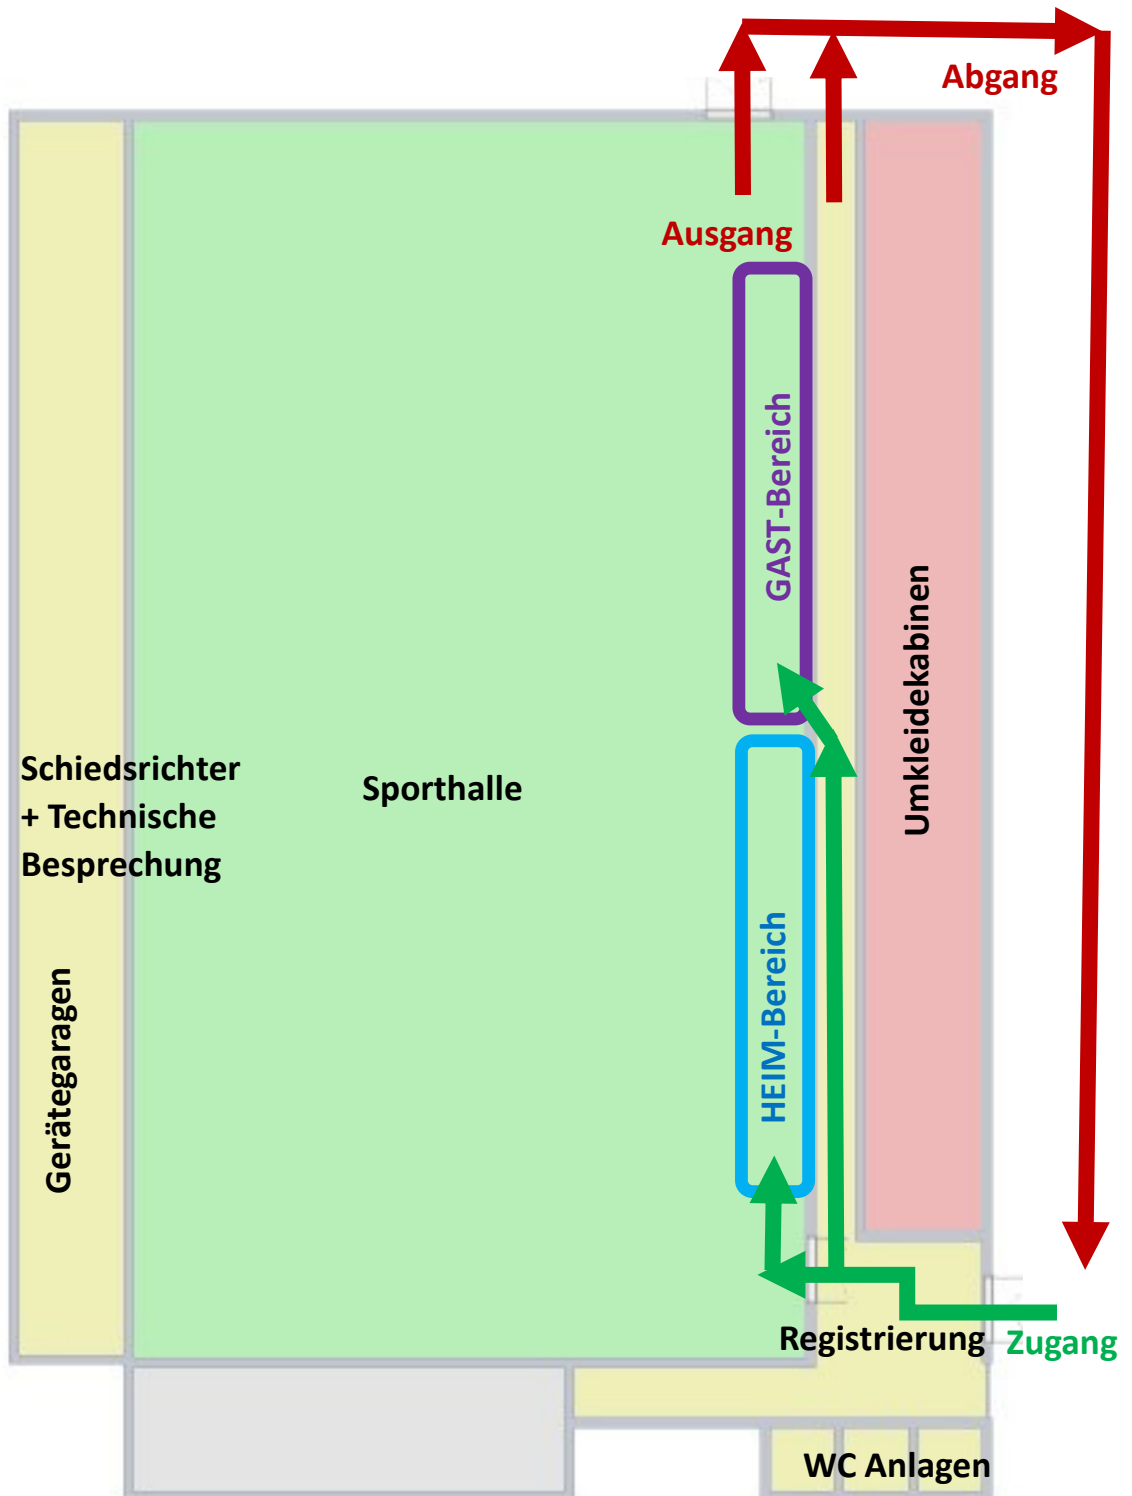 Abgang
Ausgang
GAST-Bereich
Umkleidekabinen
Schiedsrichter
+ Technische
Besprechung
Sporthalle
HEIM-Bereich
Gerätegaragen
Registrierung
Zugang
WC Anlagen